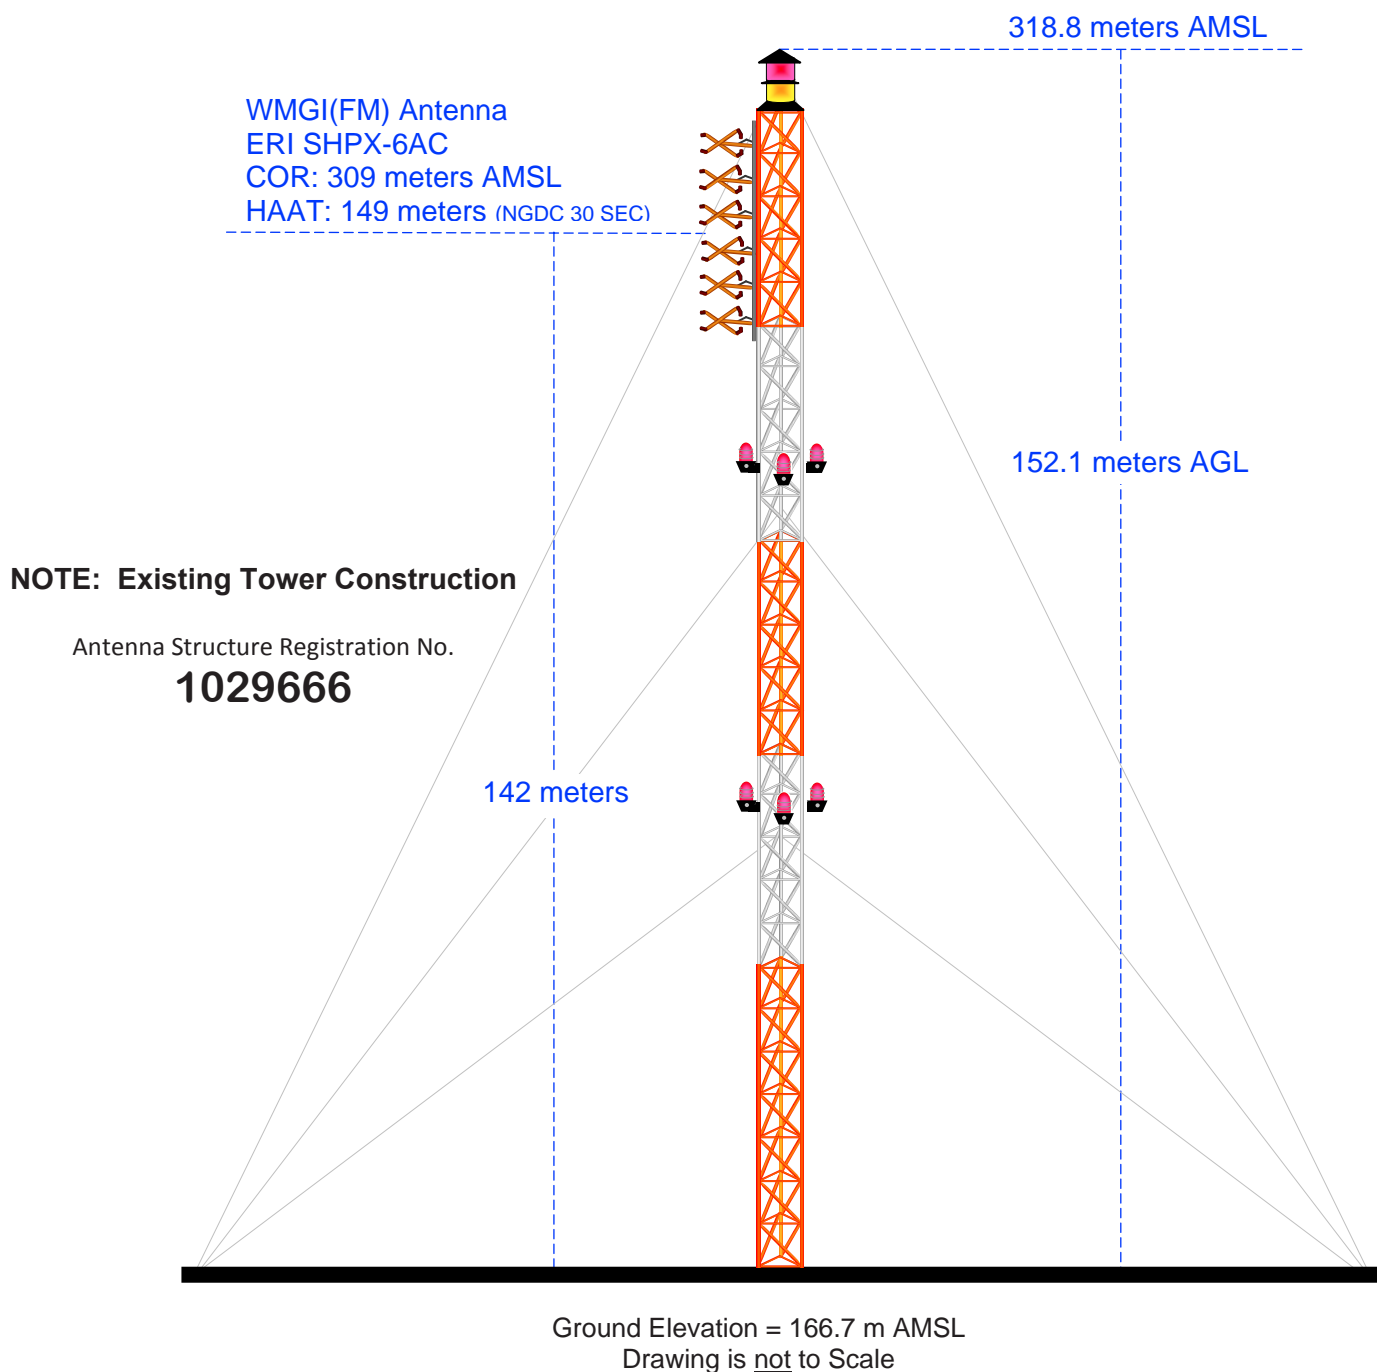 318.8 meters AMSL
WMGI(FM) Antenna
ERI SHPX-6AC
COR: 309 meters AMSL
HAAT: 149 meters (NGDC 30 SEC)
152.1 meters AGL
NOTE:  Existing Tower Construction
Antenna Structure Registration No.
1029666
142 meters
Ground Elevation = 166.7 m AMSL
Drawing is not to Scale